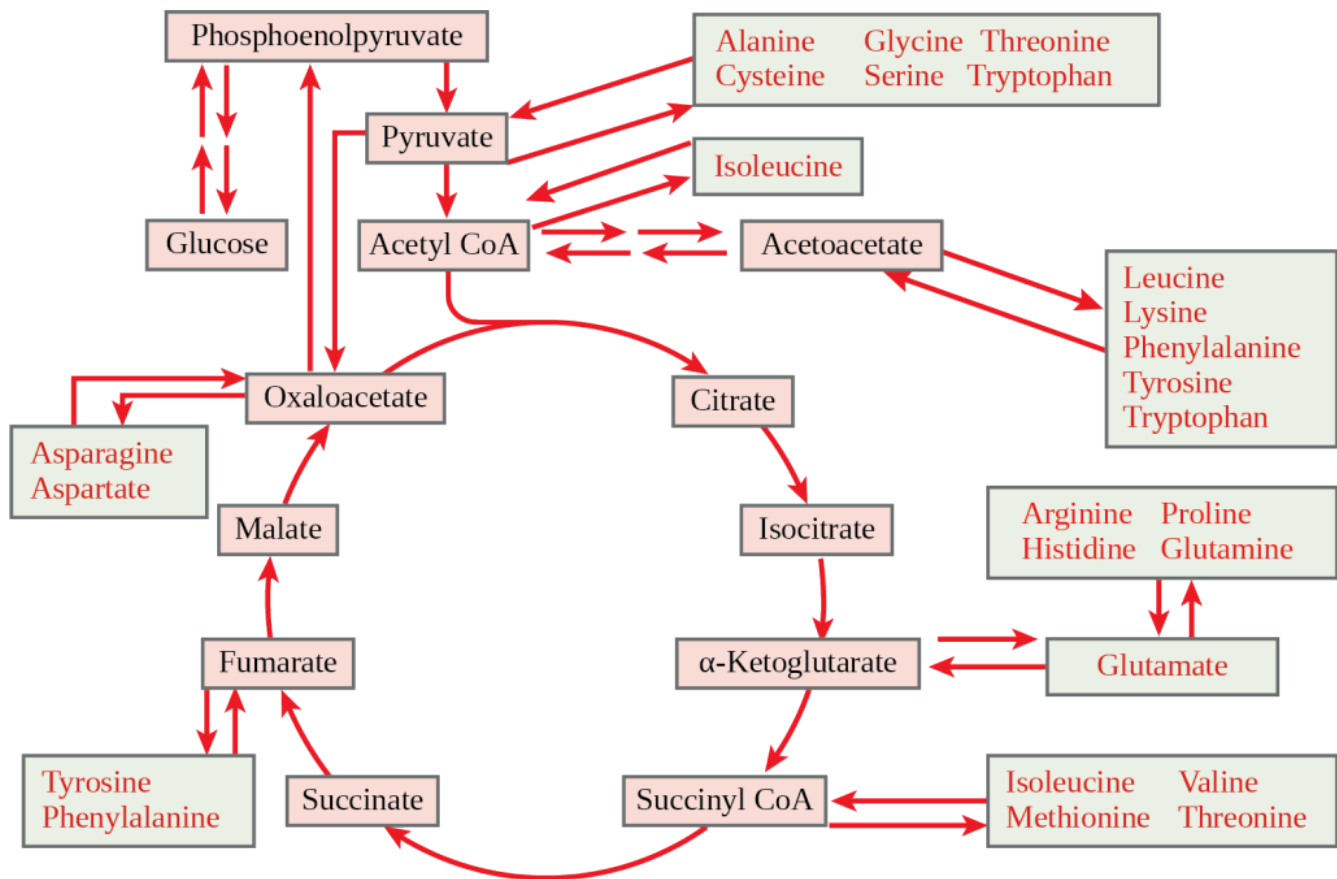 Phosphoenolpyruvate
Alanine Glycine Threonine
Cysteine Serine Tryptophan
Pyruvate
Isoleucine
Glucose
Acetyl CoA
Acetoacetate
Leucine
Lysine
Phenylalanine
Tyrosine
Tryptophan
Oxaloacetate
Citrate
Asparagine
Aspartate
Malate
Isocitrate
Arginine Proline
Histidine Glutamine
Fumarate
α-Ketoglutarate
Glutamate
Tyrosine
Phenylalanine
Succinate
Succinyl CoA
Isoleucine Valine
Methionine Threonine